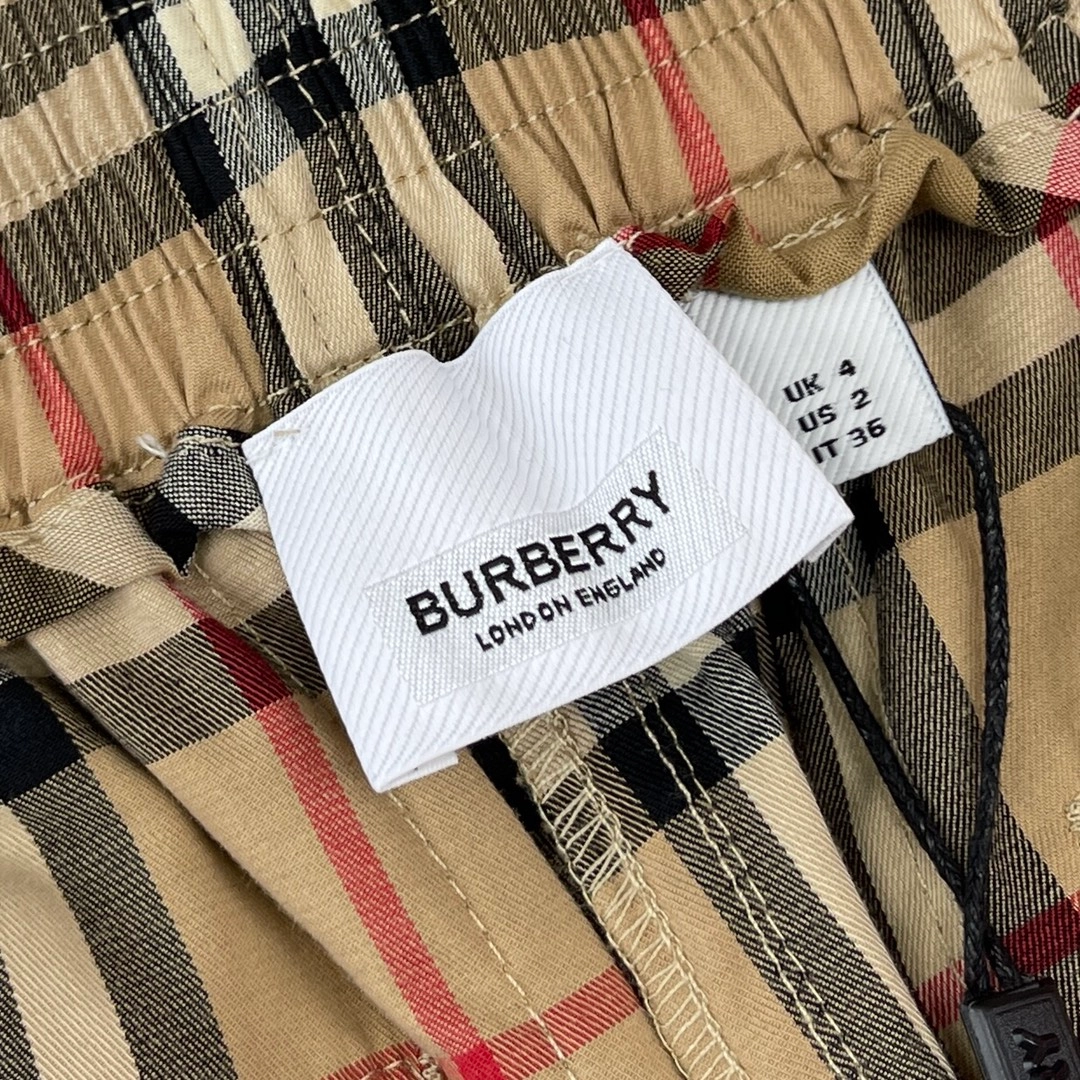 BURBERRY
LONDON ENGLAND
UK 4
US 2
IT 36